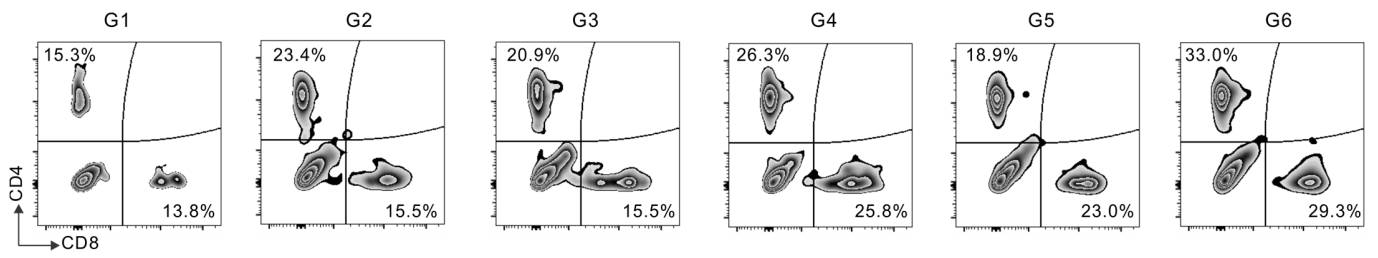 G1 G2 G3 G4 G5 G6
15.3% 23.4% 20.9% 26.3% 18.9% 33.0%
13.8% 15.5% 15.5% 25.8% 23.0% 29.3%
CD4
CD8